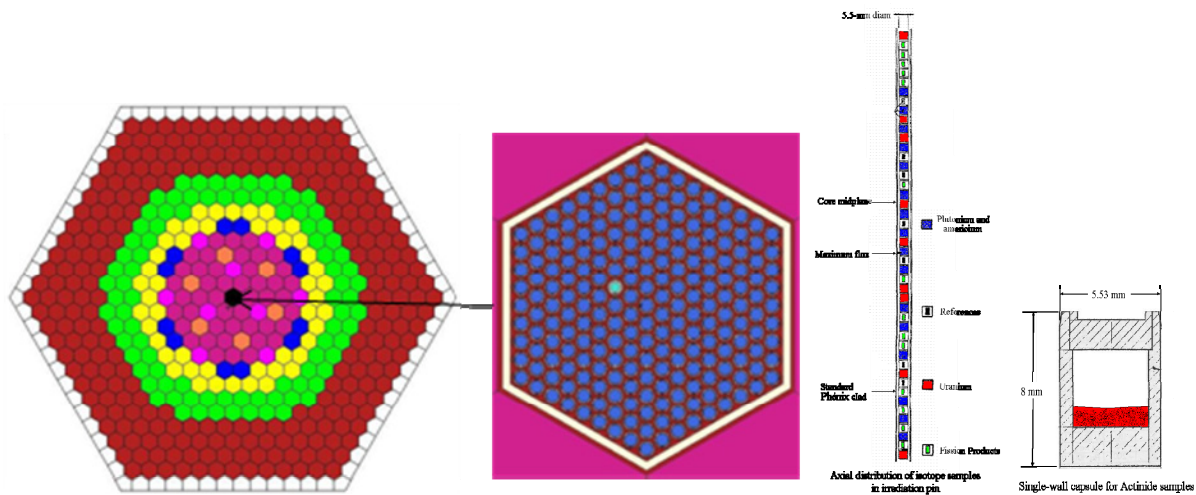 5.5-mm diam
Core midplane
Plutonium and
americium
Maximum flux
References
Standard
Phénix clad
Uranium
Fission Products
Axial distribution of isotope samples
in irradiation pin
5.53 mm
8 mm
Single-wall capsule for Actinide samples